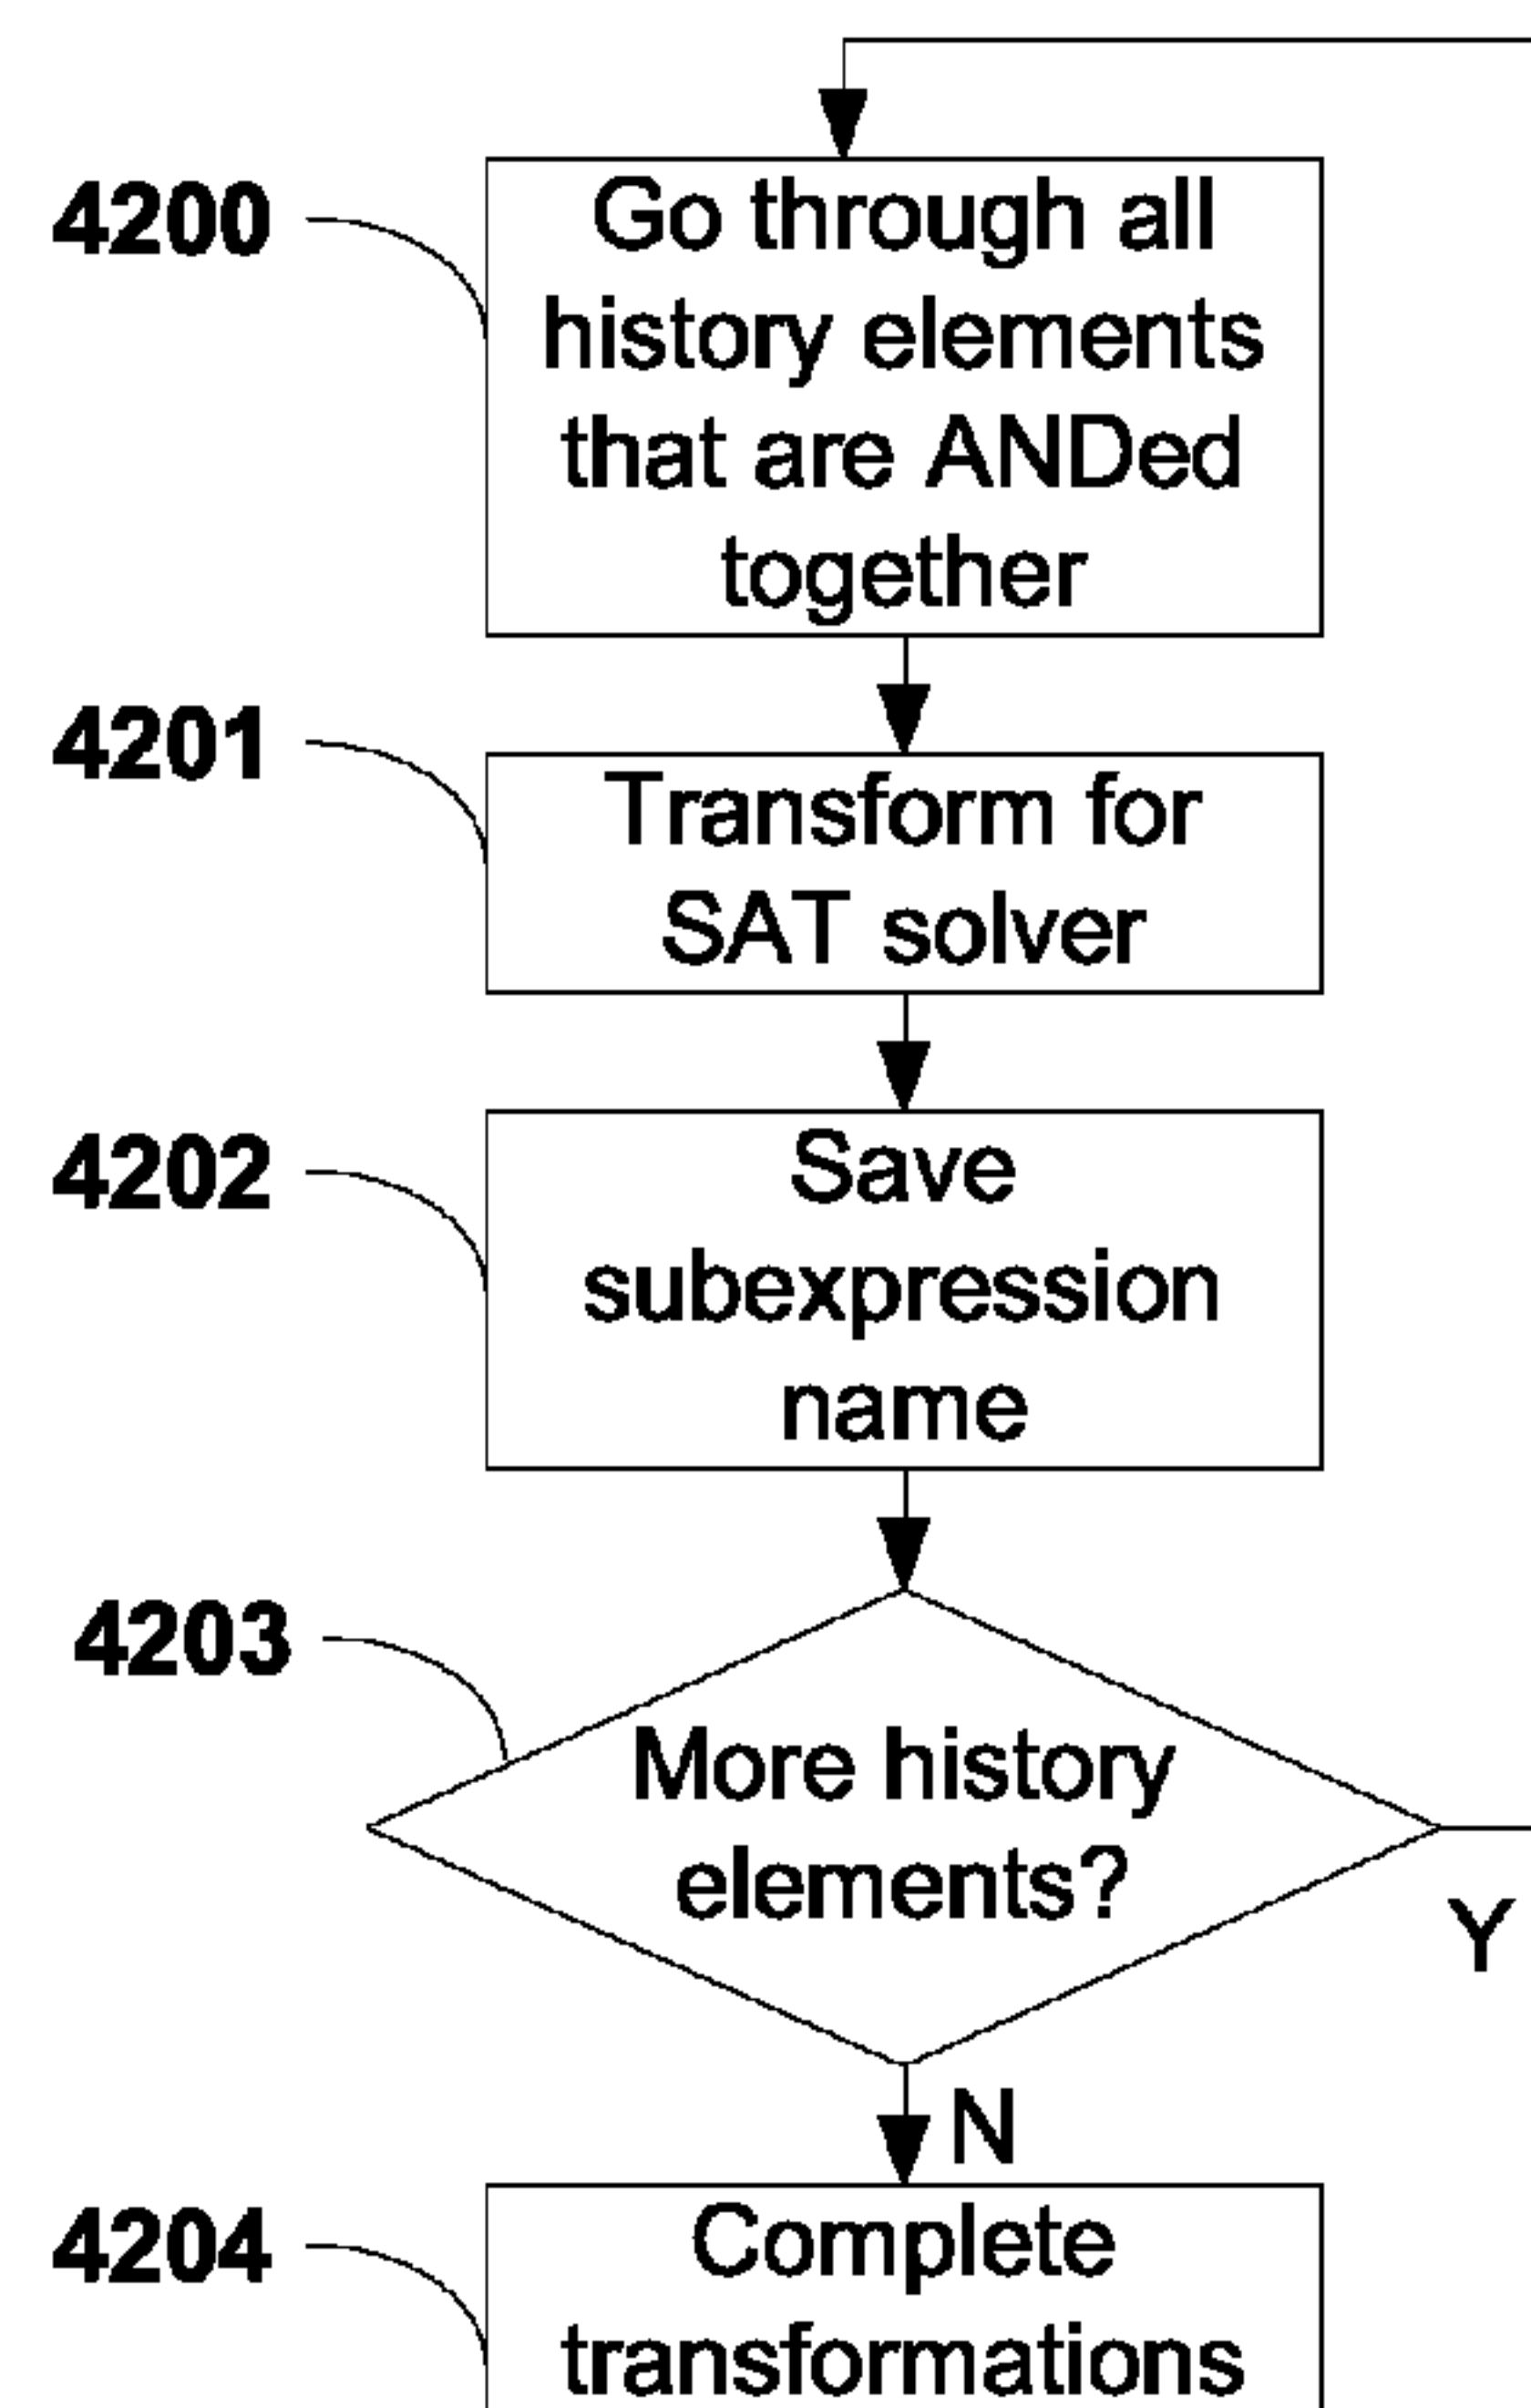 4200
Go through all
history elements
that are ANDed
together
4201
Transform for
SAT solver
4202
Save
subexpression
name
4203
More history
elements?
Y
N
4204
Complete
transformations